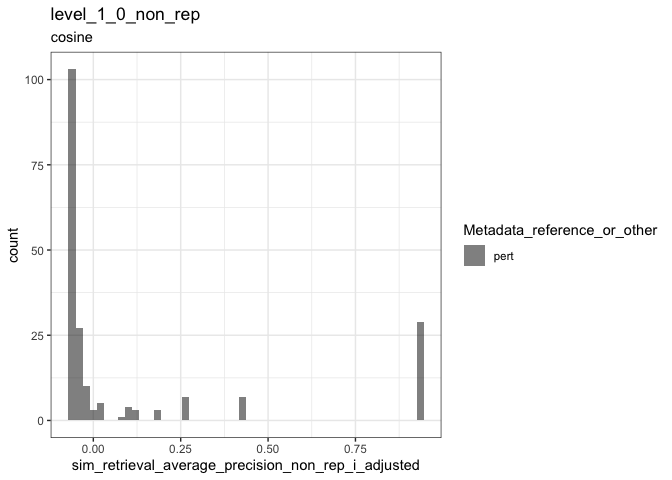 level_1_0_non_rep
cosine
100
75
50
25
0
count
0.00 0.25 0.50 0.75
sim_retrieval_average_precision_non_rep_i_adjusted
Metadata_reference_or_other
pert